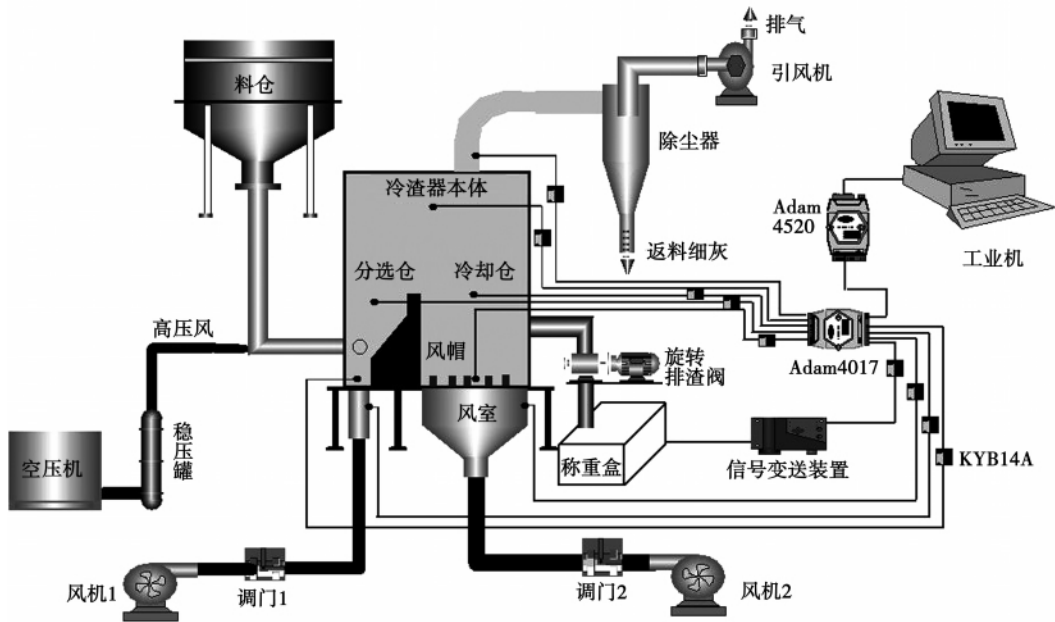 排气
引风机
料仓
除尘器
冷渣器本体
Adam
4520
返料细灰
工业机
分选仓
冷却仓
高压风
风帽
旋转
排渣阀
Adam4017
风室
稳压罐
空压机
称重盒
信号变送装置
KYB14A
风机1
调门1
调门2
风机2